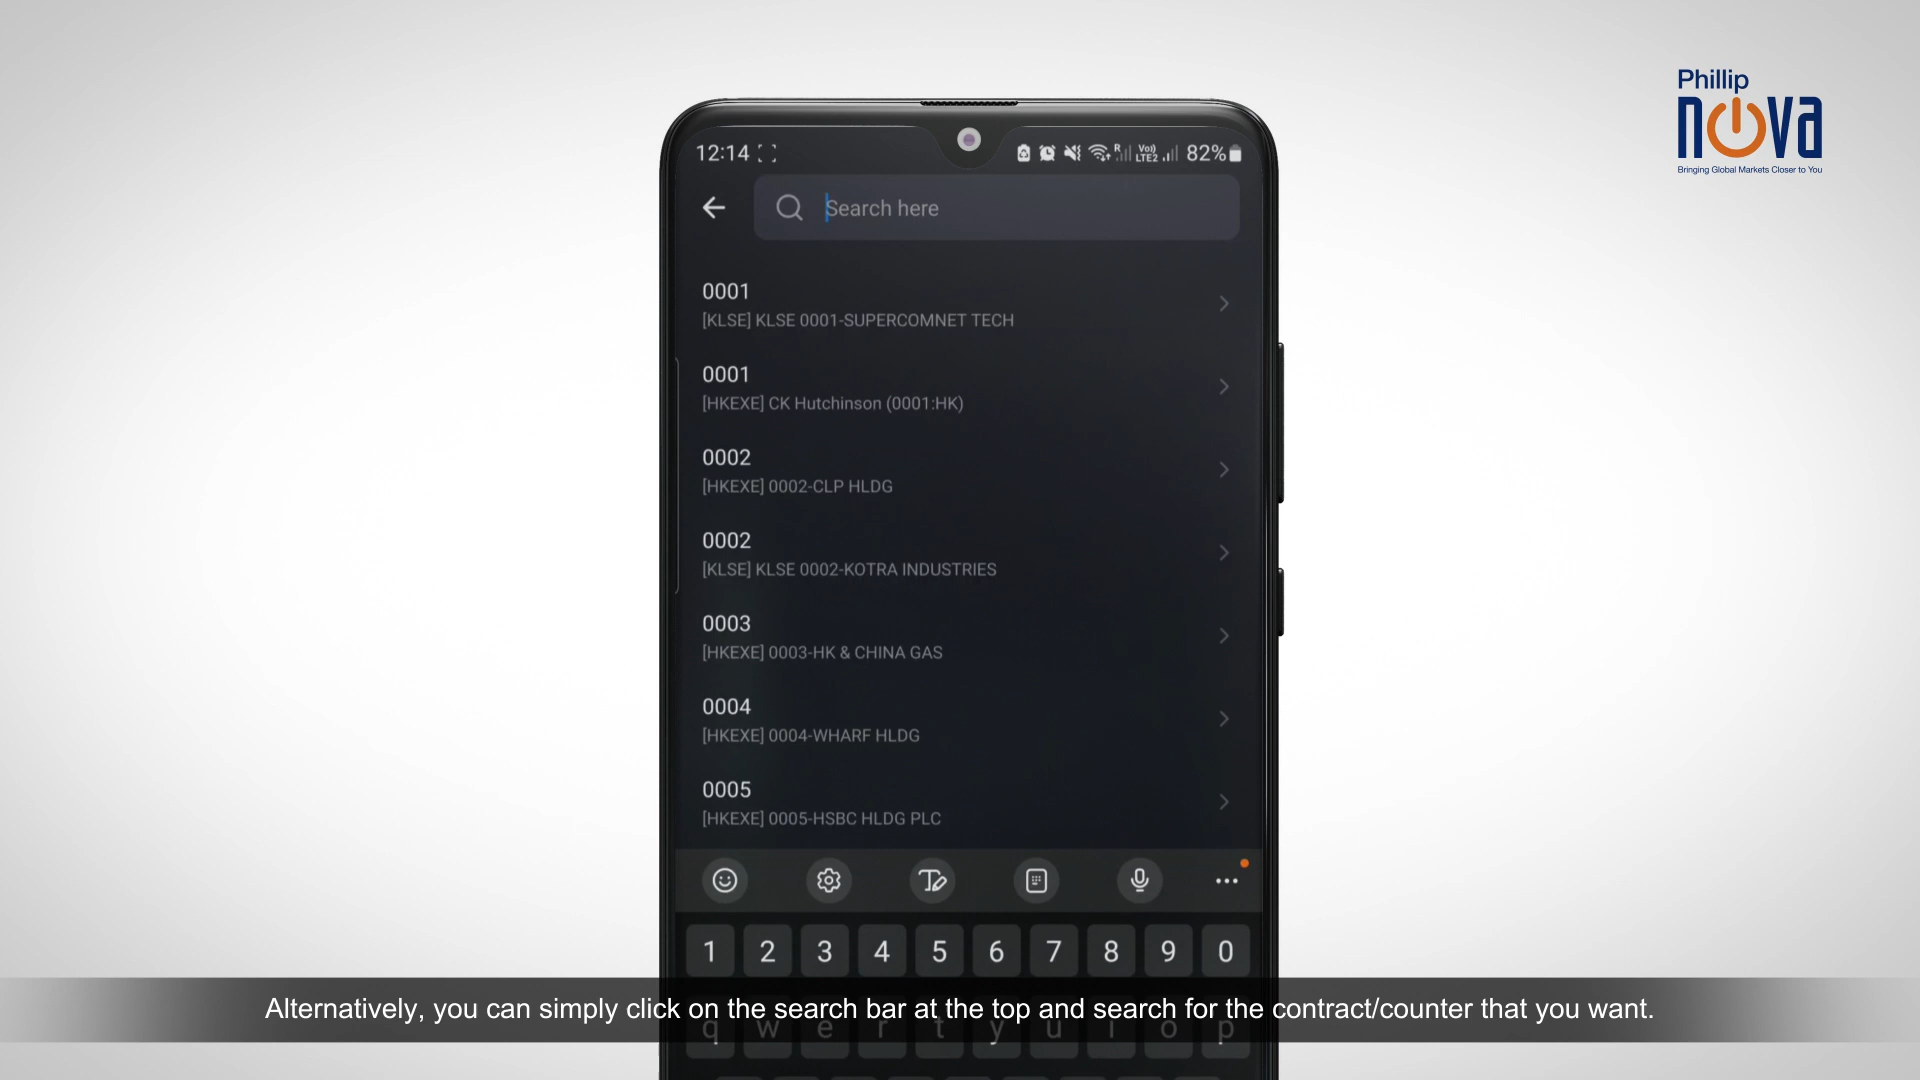 Phillip
nova
Bringing Global Markets Closer to You
12:14
R
Vo))
LTE2
82%
Search here
0001
[KLSE] KLSE 0001-SUPERCOMNET TECH
0001
[HKEXE] CK Hutchinson (0001:HK)
0002
[HKEXE] 0002-CLP HLDG
0002
[KLSE] KLSE 0002-KOTRA INDUSTRIES
0003
[HKEXE] 0003-HK & CHINA GAS
0004
[HKEXE] 0004-WHARF HLDG
0005
[HKEXE] 0005-HSBC HLDG PLC
1 2 3 4 5 6 7 8 9 0
Alternatively, you can simply click on the search bar at the top and search for the contract/counter that you want.
q w e r t y u i o p